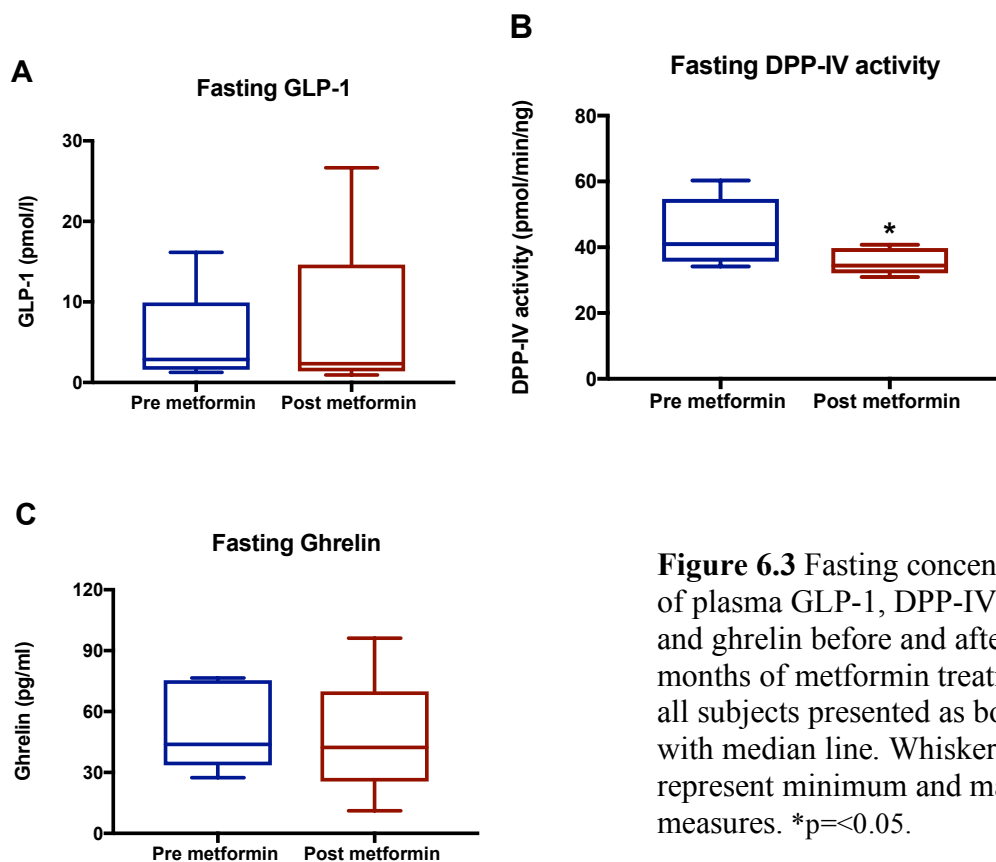 A
Fasting GLP-1
30
20
10
0
GLP-1 (pmol/l)
Pre metformin
Post metformin
B
Fasting DPP-IV activity
80
60
40
20
0
DPP-IV activity (pmol/min/ng)
*
Pre metformin
Post metformin
C
Fasting Ghrelin
120
90
60
30
0
Ghrelin (pg/ml)
Pre metformin
Post metformin
Figure 6.3 Fasting concen
of plasma GLP-1, DPP-IV
and ghrelin before and afte
months of metformin treati
all subjects presented as bo
with median line. Whisker
represent minimum and ma
measures. *p=<0.05.